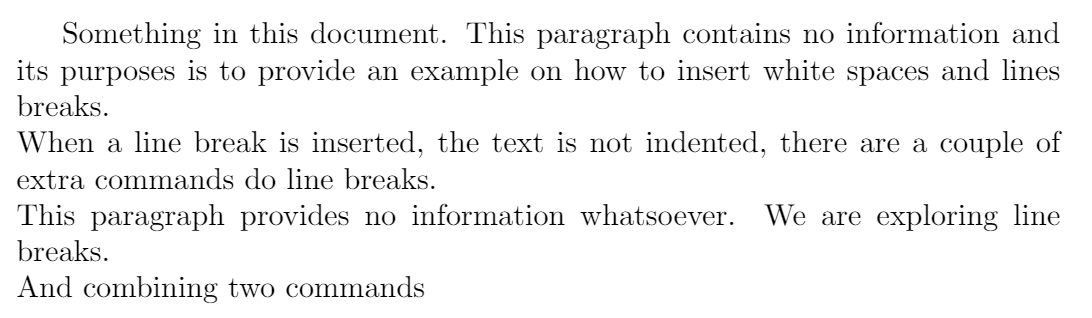 Something in this document. This paragraph contains no information and
its purposes is to provide an example on how to insert white spaces and lines
breaks.
When a line break is inserted, the text is not indented, there are a couple of
extra commands do line breaks.
This paragraph provides no information whatsoever. We are exploring line
breaks.
And combining two commands